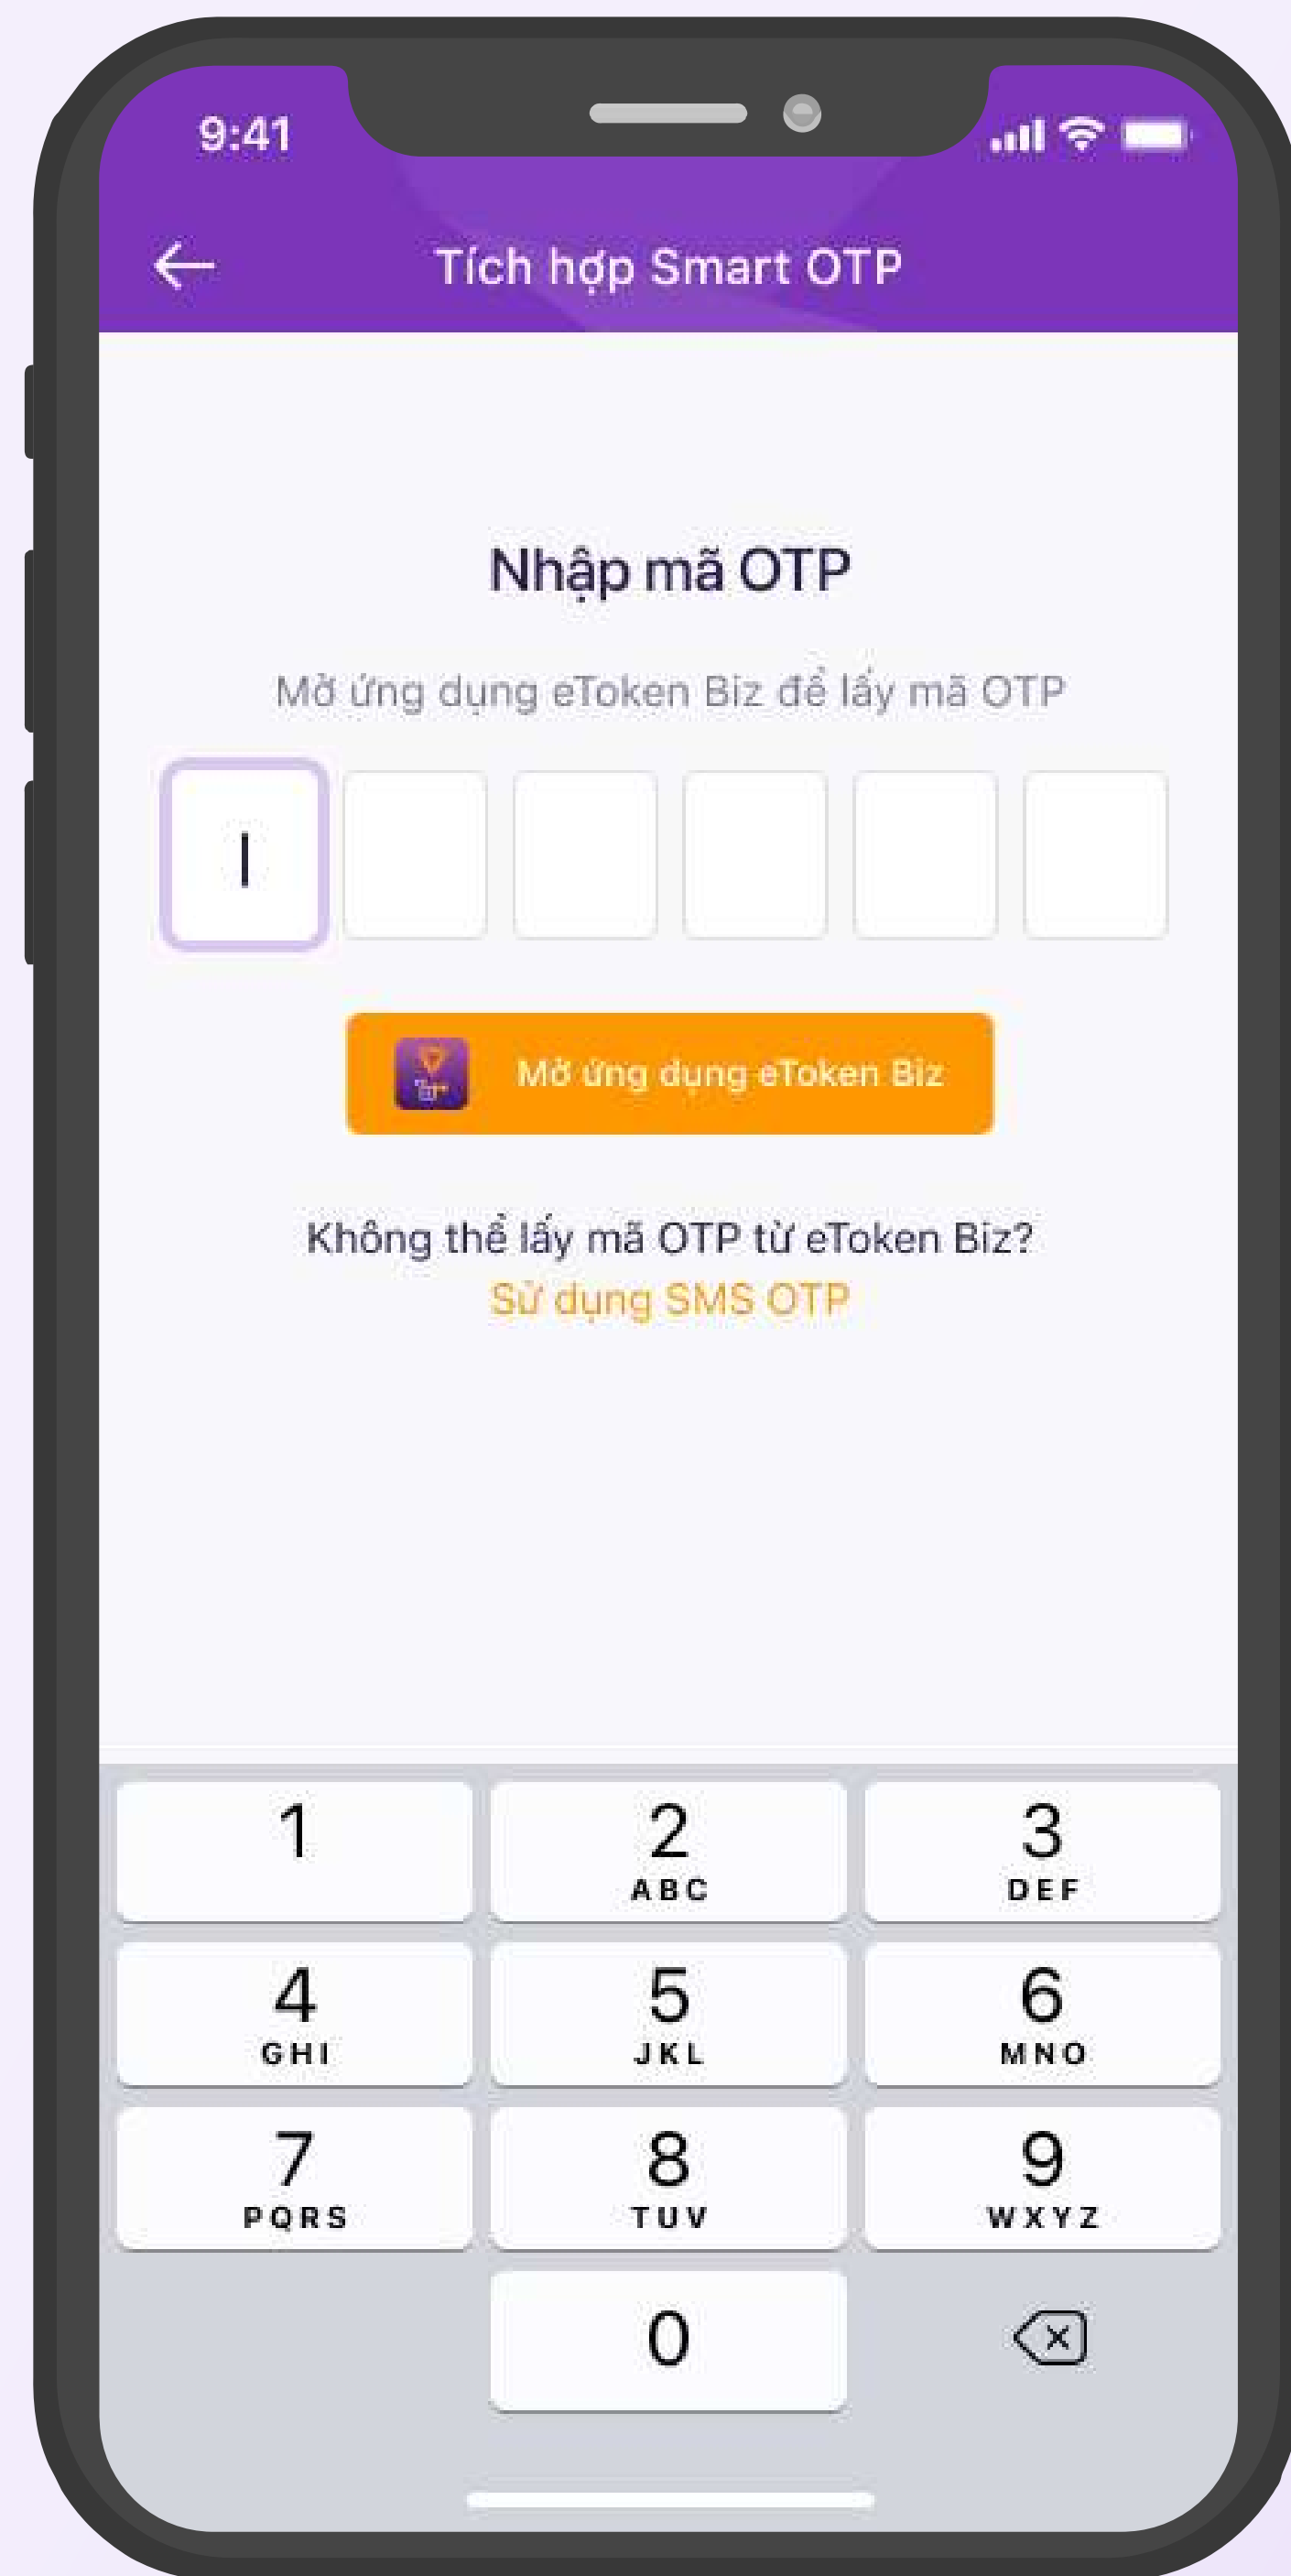 9:41
Tích hợp Smart OTP
Nhập mã OTP
Mở ứng dụng eToken Biz để lấy mã OTP
Mở ứng dụng eToken Biz
Không thể lấy mã OTP từ eToken Biz?
Sử dụng SMS OTP
1 2 3
ABC DEF
4 5 6
GHI JKL MNO
7 8 9
PQRS TUV WXYZ
0